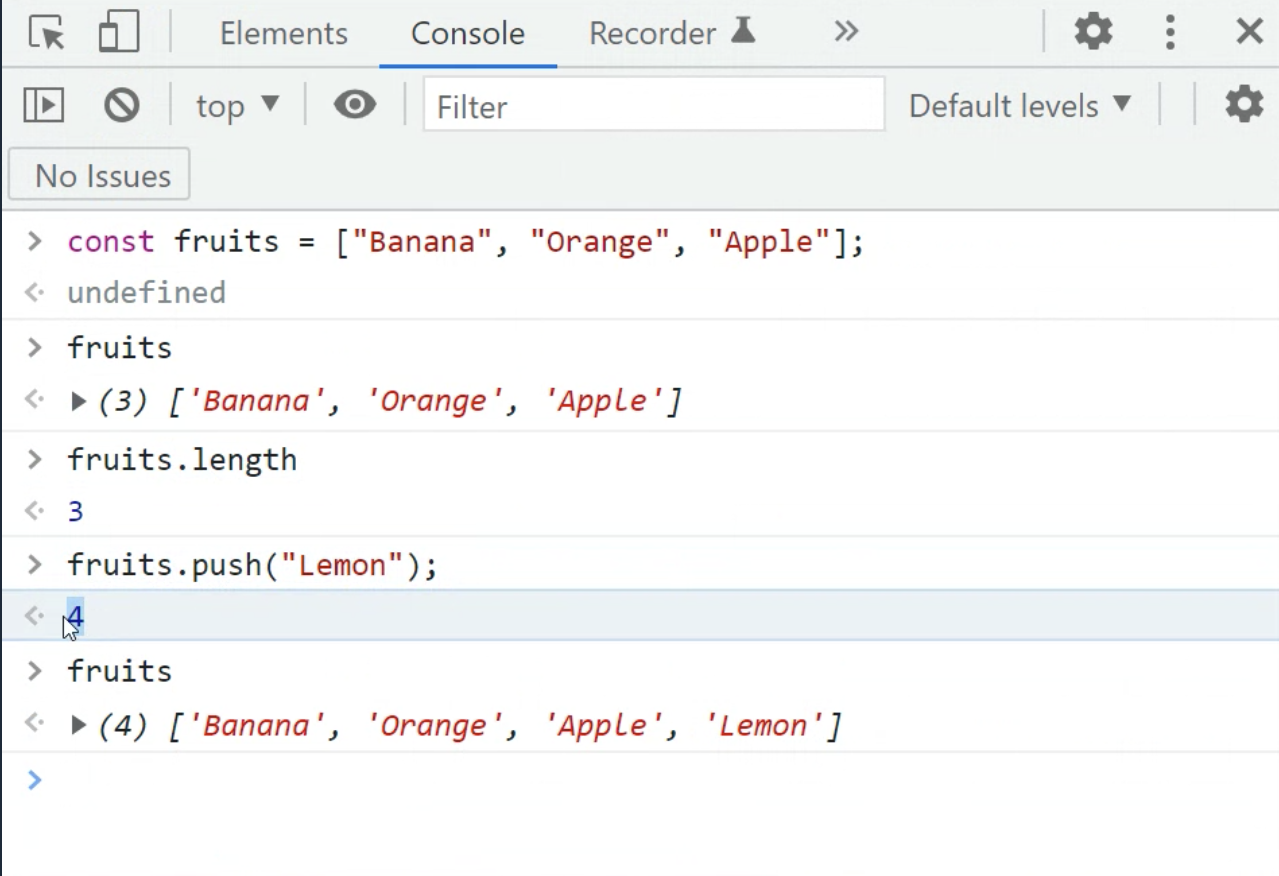 Elements Console Recorder
top Filter Default levels
No Issues
> const fruits = ["Banana", "Orange", "Apple"];
undefined
> fruits
(3) ['Banana', 'Orange', 'Apple']
> fruits.length
3
> fruits.push("Lemon");
4
> fruits
(4) ['Banana', 'Orange', 'Apple', 'Lemon']
>